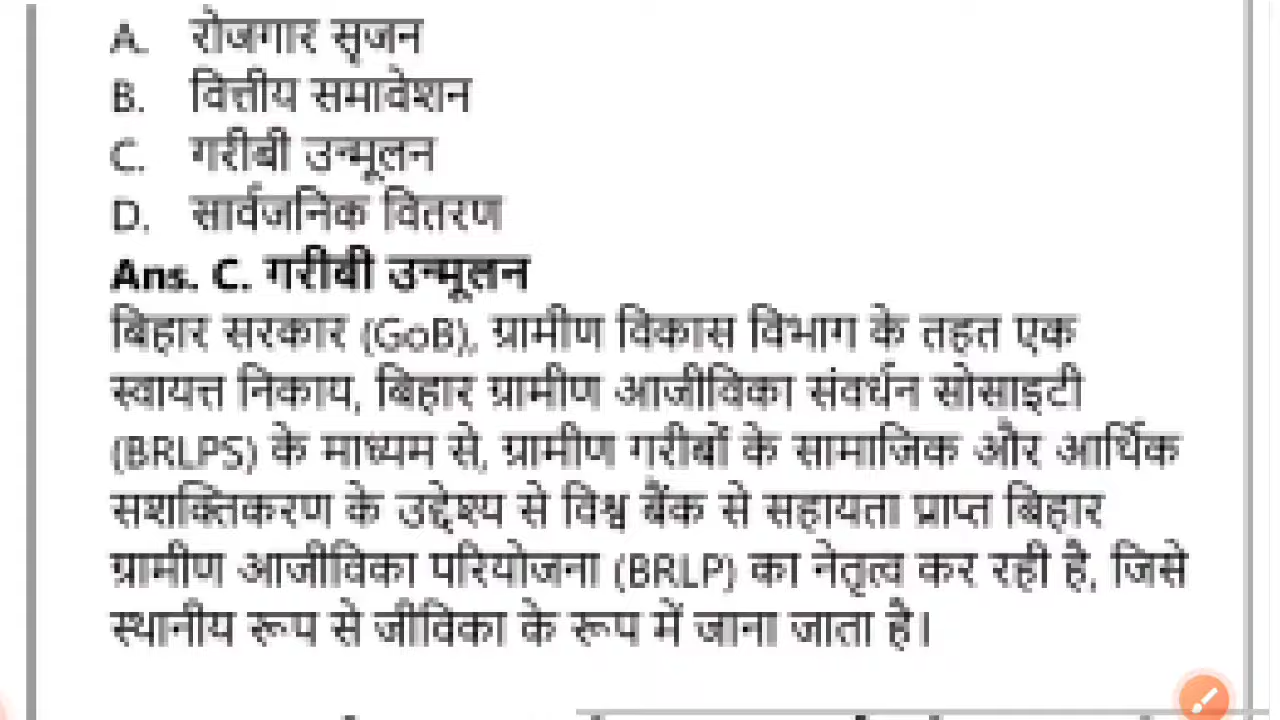 A. रोजगार सृजन
B. वित्तीय समावेशन
C. गरीबी उन्मूलन
D. सार्वजनिक वितरण
Ans. C. गरीबी उन्मूलन
बिहार सरकार (GoB), ग्रामीण विकास विभाग के तहत एक
स्वायत्त निकाय, बिहार ग्रामीण आजीविका संवर्धन सोसाइटी
(BRLPS) के माध्यम से, ग्रामीण गरीबों के सामाजिक और आर्थिक
सशक्तिकरण के उद्देश्य से विश्व बैंक से सहायता प्राप्त बिहार
ग्रामीण आजीविका परियोजना (BRLP) का नेतृत्व कर रही है, जिसे
स्थानीय रूप से जीविका के रूप में जाना जाता है।